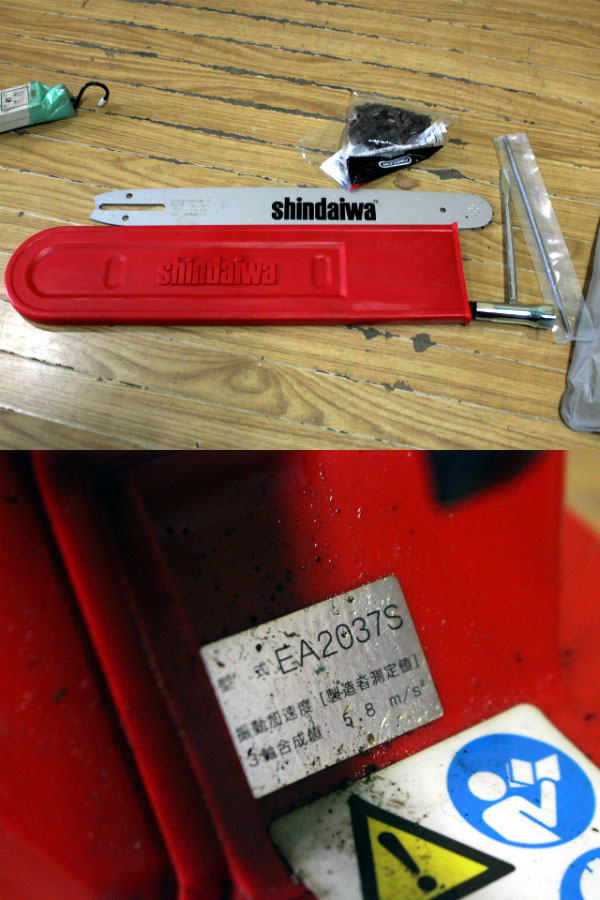 shindaiwa
shindaiwa
型式 EA2037S
振動加速度 [製造者測定値]
3軸合成値 5.8 m/s²